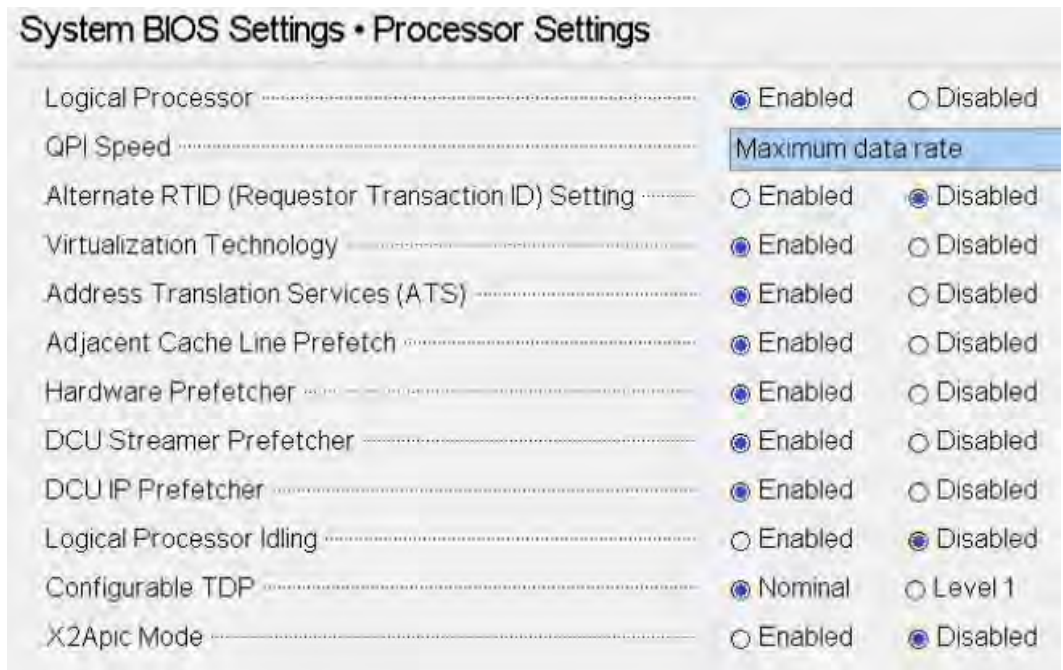 System BIOS Settings • Processor Settings
Logical Processor Enabled Disabled
QPI Speed Maximum data rate
Alternate RTID (Requestor Transaction ID) Setting Enabled Disabled
Virtualization Technology Enabled Disabled
Address Translation Services (ATS) Enabled Disabled
Adjacent Cache Line Prefetch Enabled Disabled
Hardware Prefetcher Enabled Disabled
DCU Streamer Prefetcher Enabled Disabled
DCU IP Prefetcher Enabled Disabled
Logical Processor Idling Enabled Disabled
Configurable TDP Nominal Level 1
X2Apic Mode Enabled Disabled